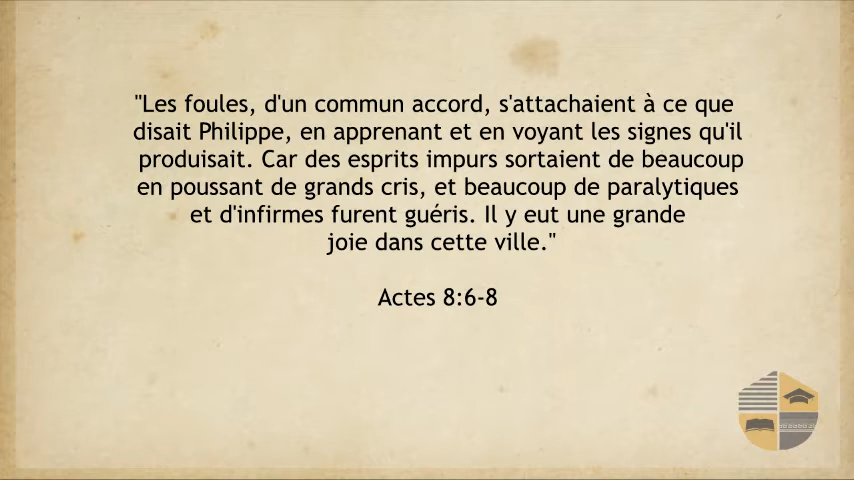 "Les foules, d'un commun accord, s'attachaient à ce que
disait Philippe, en apprenant et en voyant les signes qu'il
produisait. Car des esprits impurs sortaient de beaucoup
en poussant de grands cris, et beaucoup de paralytiques
et d'infirmes furent guéris. Il y eut une grande
joie dans cette ville."
Actes 8:6-8